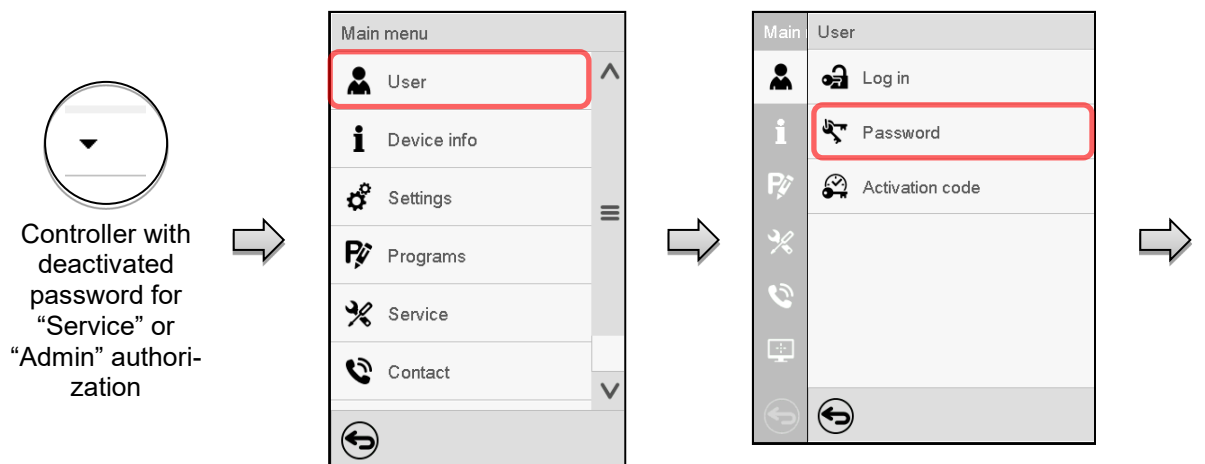 Controller with
deactivated
password for
“Service” or
“Admin” authori-
zation
Main menu
User
Device info
Settings
Programs
Service
Contact
Main
User
Log in
Password
Activation code